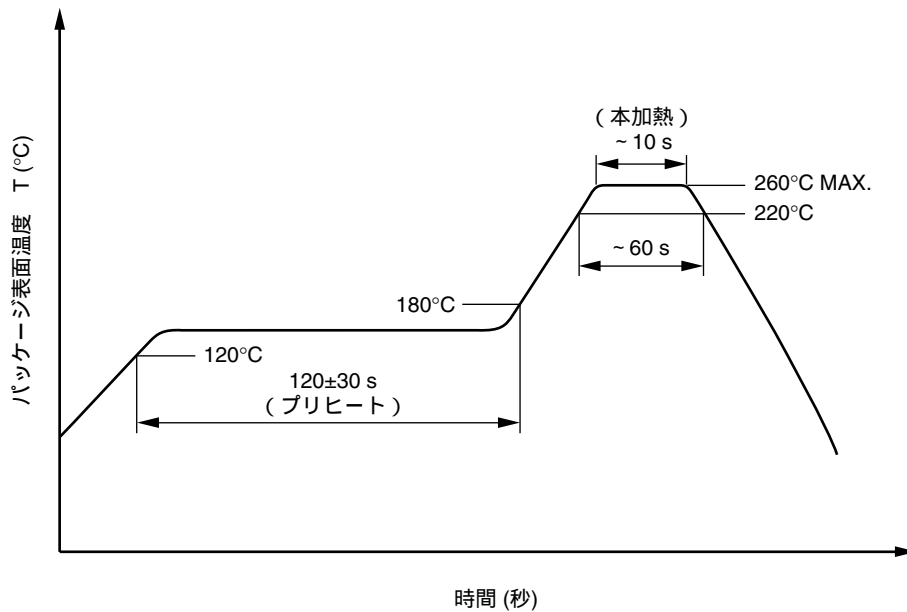 パッケージ表面温度 T (°C)
( 本加熱 )
~ 10 s
260°C MAX.
220°C
~ 60 s
180°C
120°C
120±30 s
( プリヒート )
時間 (秒)